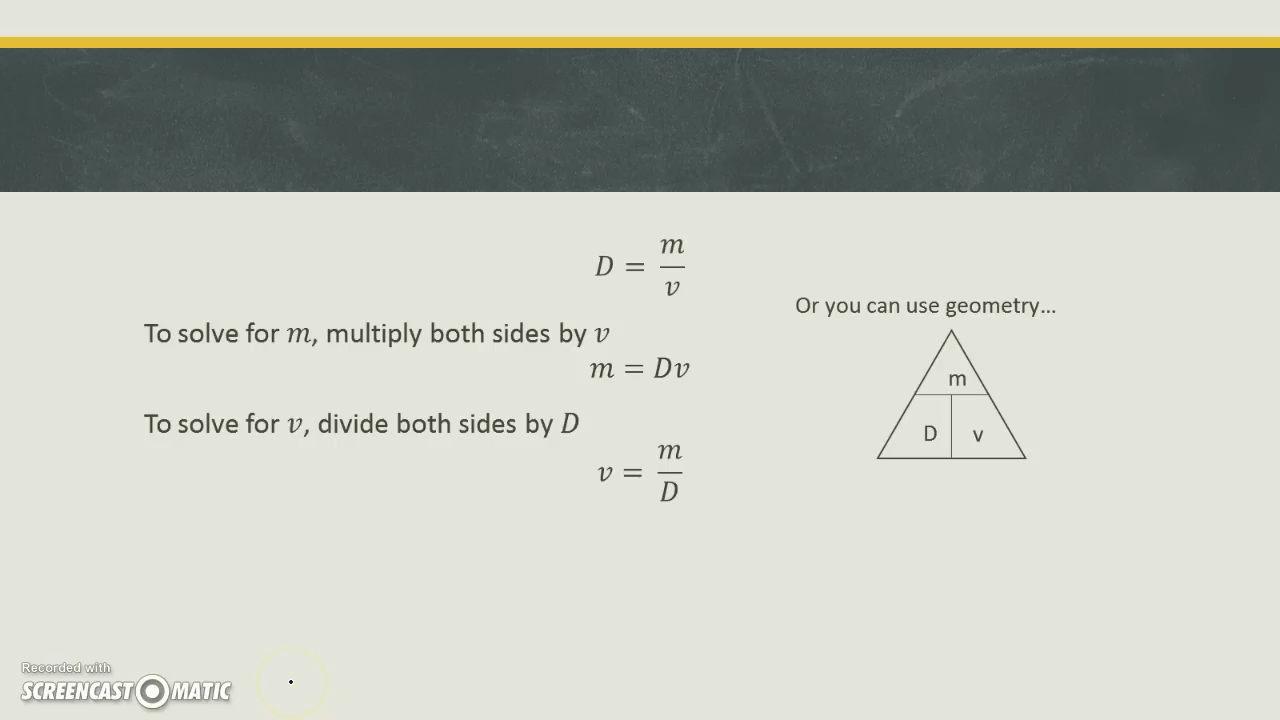 D = m/v
To solve for m, multiply both sides by v
m = Dv
To solve for v, divide both sides by D
v = m/D
Or you can use geometry...
m
D v
Recorded with
SCREENCAST MATIC